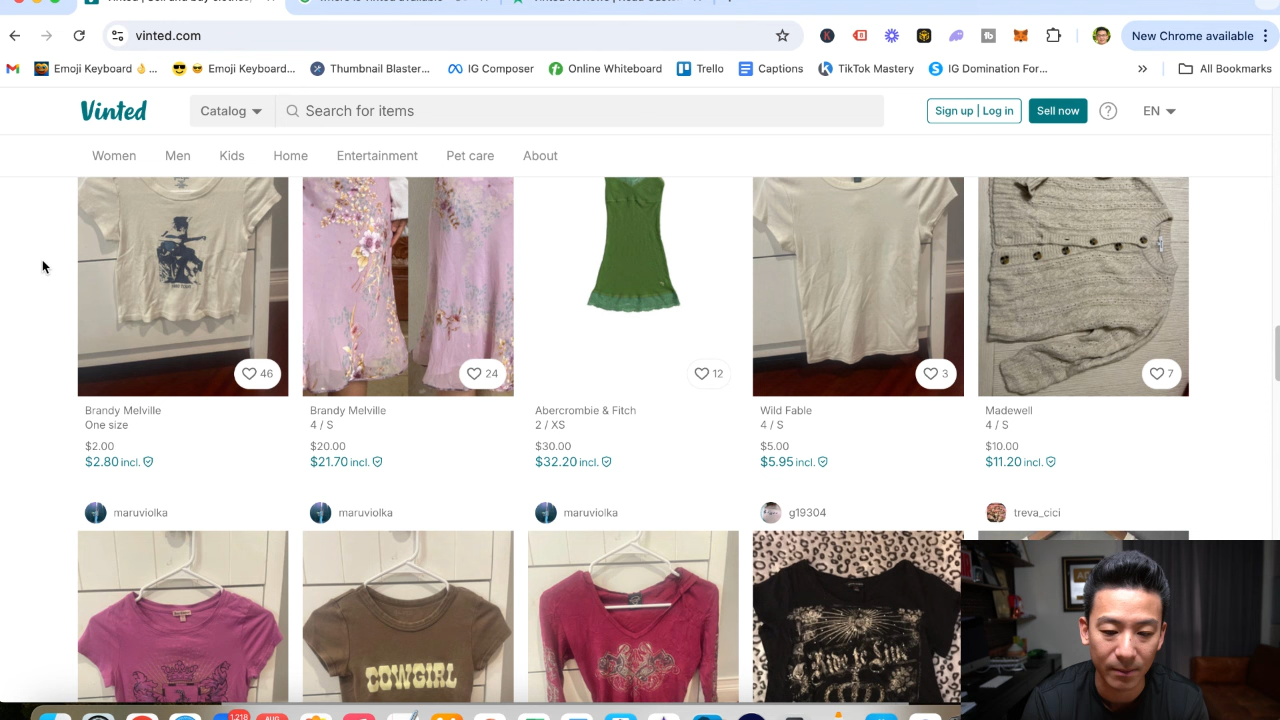 vinted.com
New Chrome available
Emoji Keyboard 👌 ...
😎 Emoji Keyboard...
Thumbnail Blaster...
IG Composer
Online Whiteboard
Trello
Captions
TikTok Mastery
IG Domination For...
»
All Bookmarks
Vinted
Catalog
Search for items
Sign up | Log in
Sell now
?
EN
Women
Men
Kids
Home
Entertainment
Pet care
About
46
24
12
3
7
Brandy Melville
One size
$2.00
$2.80 incl.
Brandy Melville
4 / S
$20.00
$21.70 incl.
Abercrombie & Fitch
2 / XS
$30.00
$32.20 incl.
Wild Fable
4 / S
$5.00
$5.95 incl.
Madewell
4 / S
$10.00
$11.20 incl.
maruviolka
maruviolka
maruviolka
g19304
treva_cici
COWGIRL
1,218
AUG